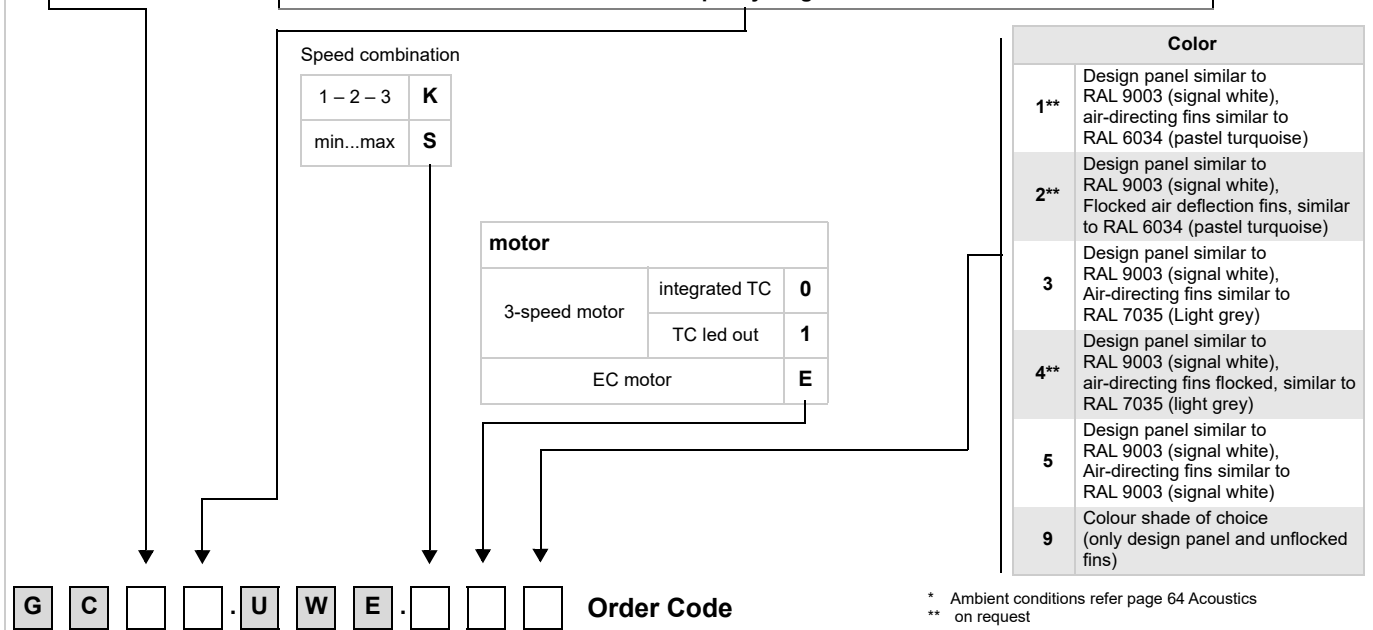 Speed combination
1 – 2 – 3 K
min...max S
motor
3-speed motor
integrated TC 0
TC led out 1
EC motor E
Color
1**
Design panel similar to
RAL 9003 (signal white),
air-directing fins similar to
RAL 6034 (pastel turquoise)
2**
Design panel similar to
RAL 9003 (signal white),
Flocked air deflection fins, similar
to RAL 6034 (pastel turquoise)
3
Design panel similar to
RAL 9003 (signal white),
Air-directing fins similar to
RAL 7035 (Light grey)
4**
Design panel similar to
RAL 9003 (signal white),
air-directing fins flocked, similar to
RAL 7035 (light grey)
5
Design panel similar to
RAL 9003 (signal white),
Air-directing fins similar to
RAL 9003 (signal white)
9
Colour shade of choice
(only design panel and unflocked
fins)
G C . U W E . Order Code
* Ambient conditions refer page 64 Acoustics
** on request